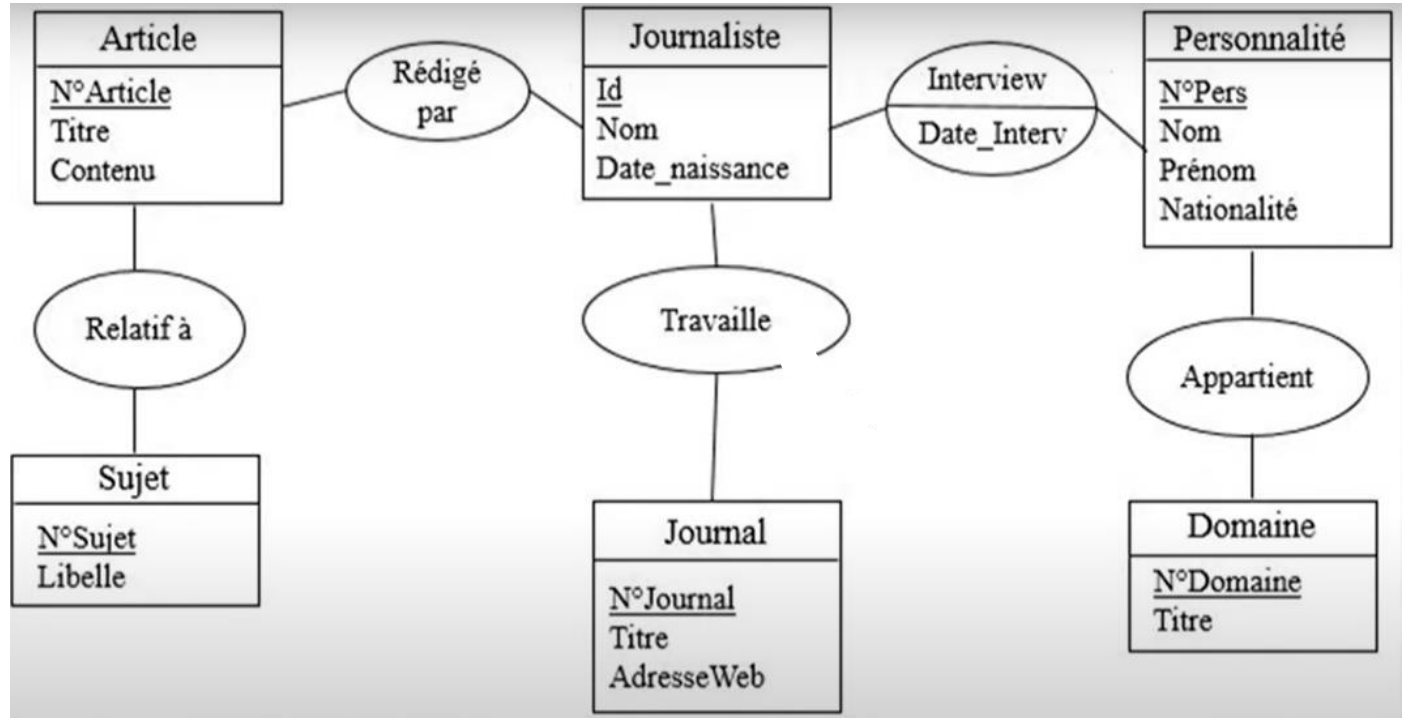 Article
N°Article
Titre
Contenu
Rédigé
par
Journaliste
Id
Nom
Date_naissance
Interview
Date_Interv
Personnalité
N°Pers
Nom
Prénom
Nationalité
Relatif à
Travaille
Appartient
Sujet
N°Sujet
Libelle
Journal
N°Journal
Titre
AdresseWeb
Domaine
N°Domaine
Titre